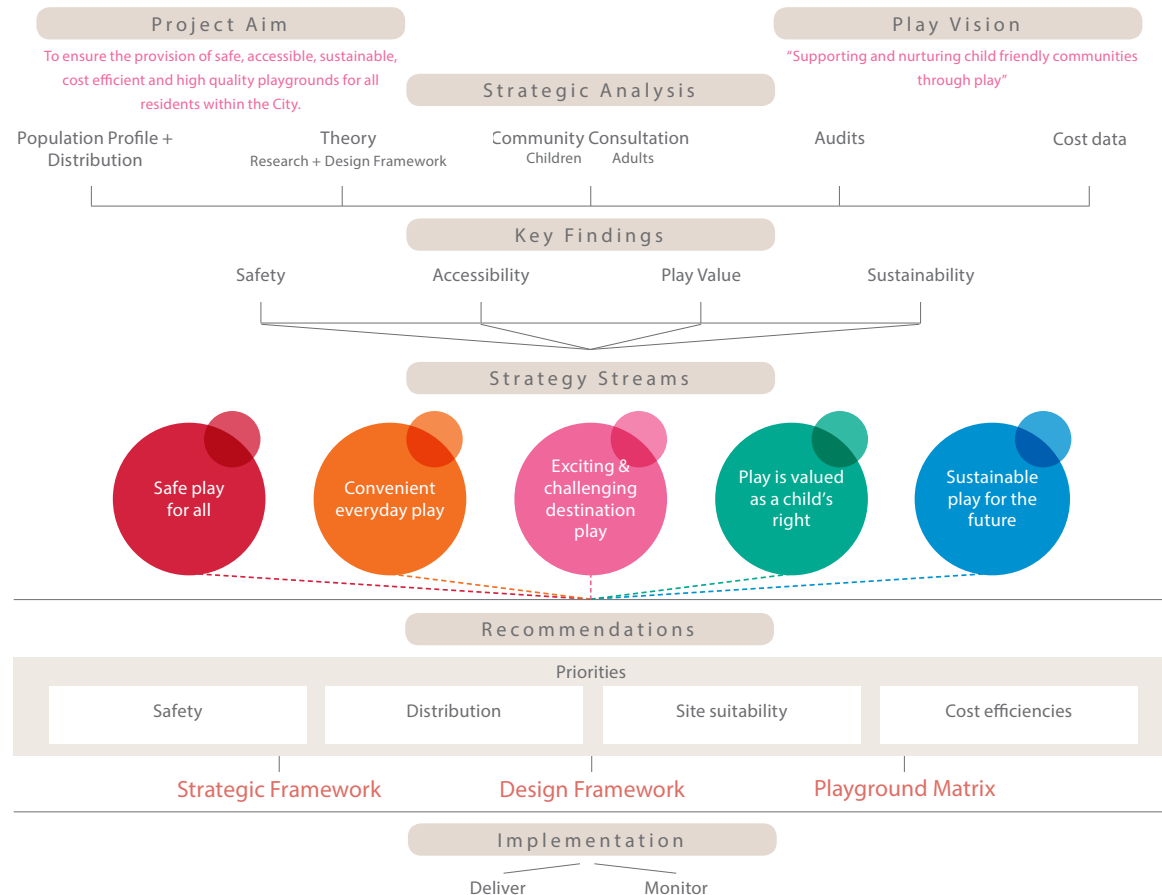 Project Aim
To ensure the provision of safe, accessible, sustainable,
cost efficient and high quality playgrounds for all
residents within the City.
Play Vision
“Supporting and nurturing child friendly communities
through play”
Strategic Analysis
Population Profile +
Distribution
Theory
Research + Design Framework
Community Consultation
Children Adults
Audits
Cost data
Key Findings
Safety
Accessibility
Play Value
Sustainability
Strategy Streams
Safe play
for all
Convenient
everyday play
Exciting &
challenging
destination
play
Play is valued
as a child’s
right
Sustainable
play for the
future
Recommendations
Priorities
Safety
Distribution
Site suitability
Cost efficiencies
Strategic Framework
Design Framework
Playground Matrix
Implementation
Deliver
Monitor